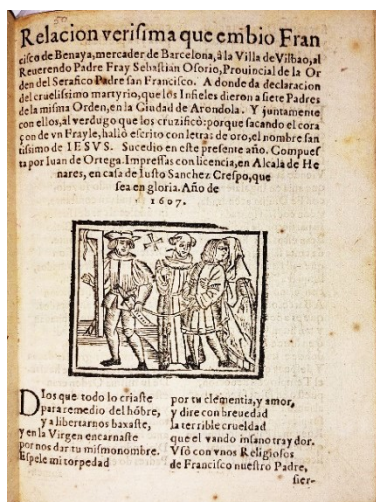 50
Relacion verisima que embio Fran
cisco de Benaya, mercader de Barcelona, à la Villa de Vilbao, al
Reuerendo Padre Fray Sebastian Osorio, Prouincial de la Or
den del Serafico Padre san Francisco. A donde da declaracion
del cruelissimo martyrio, que los Infieles dieron a siete Padres
de la misma Orden, en la Ciudad de Arondola. Y juntamente
con ellos, al verdugo que los cruzificò: porque sacando el cora
çon de vn Frayle, hallò escrito con letras de oro, el nombre san
tissimo de IESVS. Sucedio en este presente año. Compues
ta por Iuan de Ortega. Impressas con licencia, en Alcalà de He
nares, en casa de Iusto Sanchez Crespo, que
sea en gloria. Año de
1607.
Dios que todo lo criaste
para remedio del hõbre,
y a libertarnos baxaste,
y en la Virgen encarnaste
por nos dar tu mismo nombre.
Espele mi torpedad
por tu clemẽtia, y amor,
y dire con breuedad
la terrible crueldad
que el vando insano traydor.
Vsò con vnos Religiosos
de Francisco nuestro Padre,
sier-